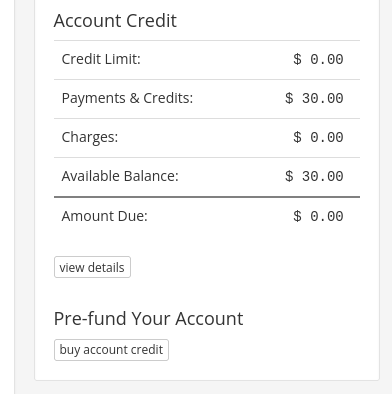 Account Credit
Credit Limit: $ 0.00
Payments & Credits: $ 30.00
Charges: $ 0.00
Available Balance: $ 30.00
Amount Due: $ 0.00
view details
Pre-fund Your Account
buy account credit